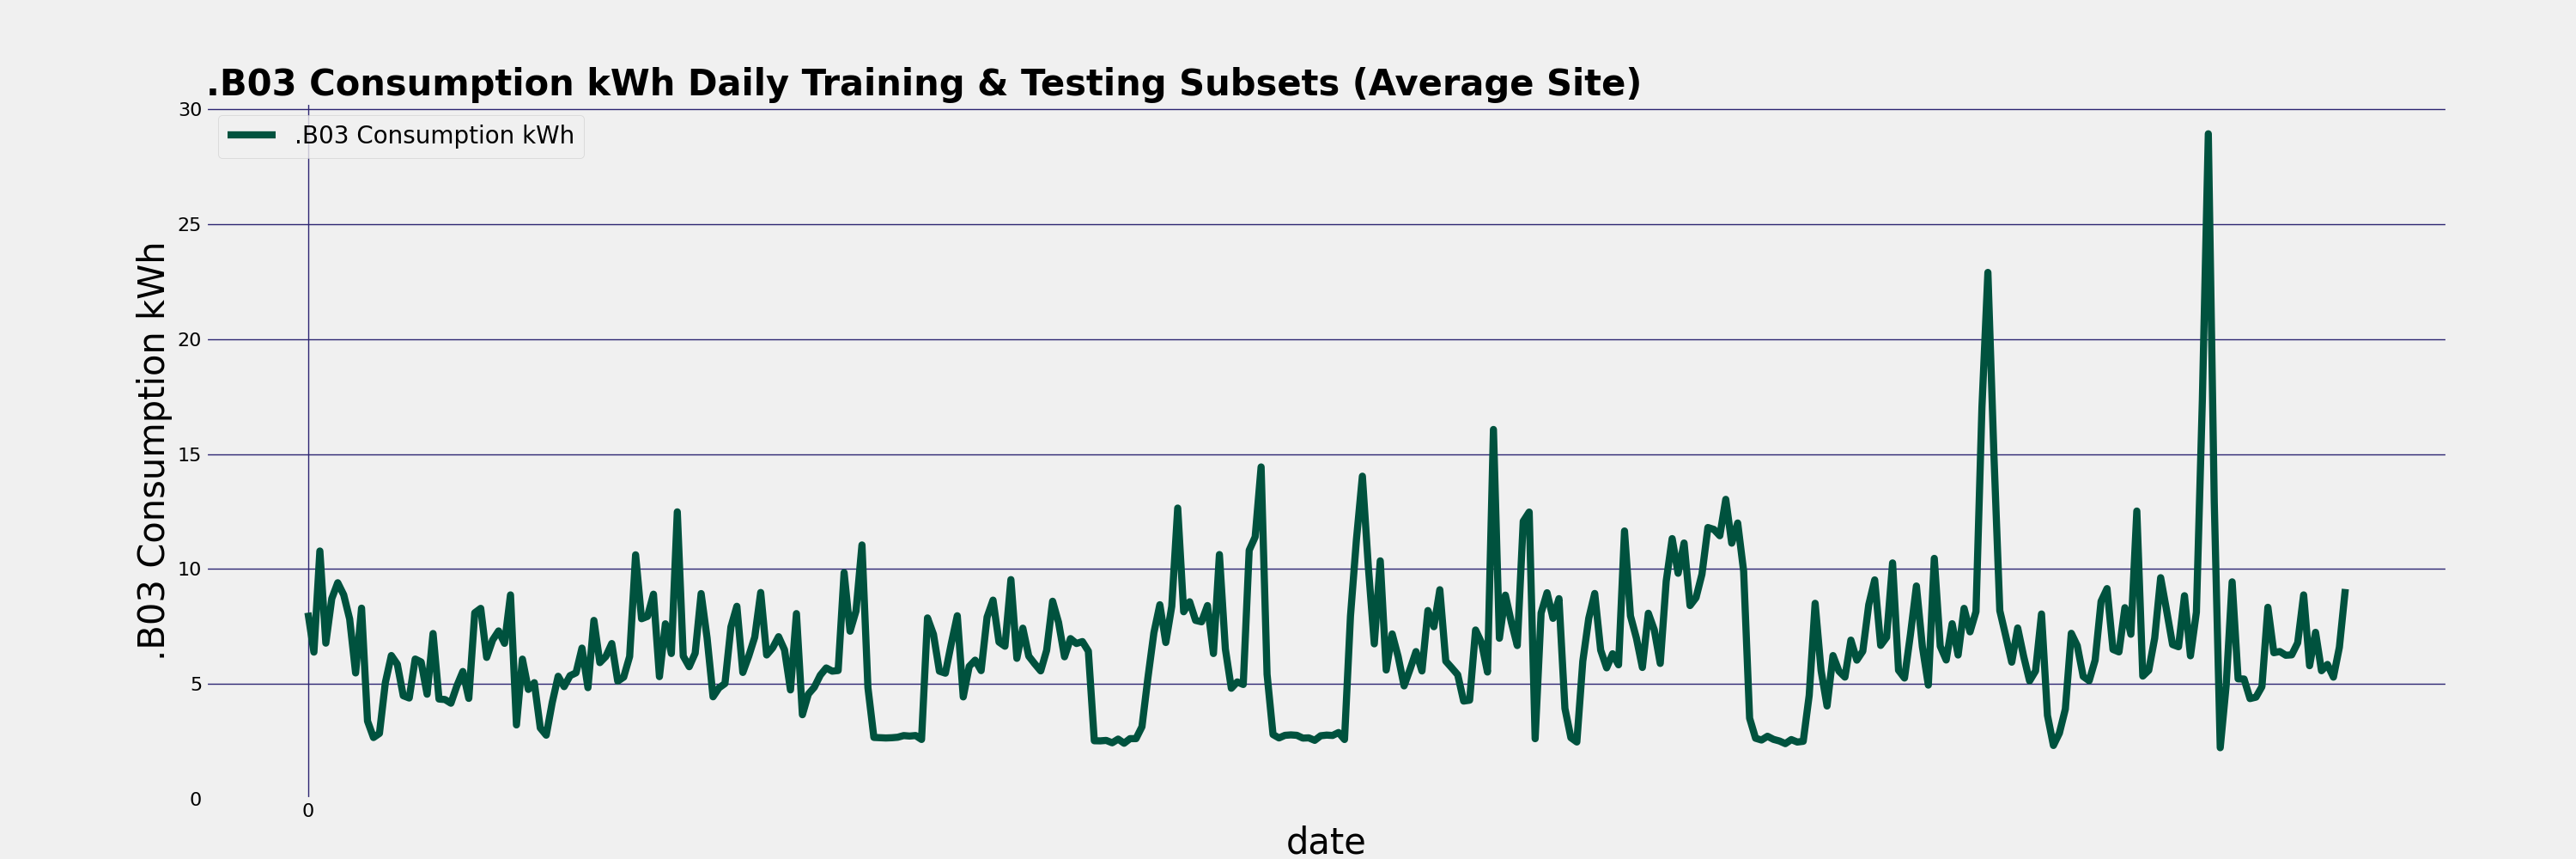 .B03 Consumption kWh Daily Training & Testing Subsets (Average Site)
.B03 Consumption kWh
.B03 Consumption kWh
30
25
20
15
10
5
0
0
date